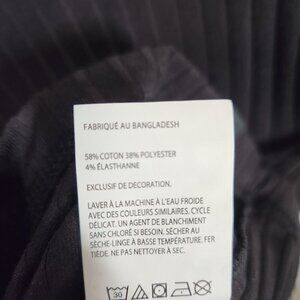 FABRIQUÉ AU BANGLADESH
58% COTON 38% POLYESTER
4% ÉLASTHANNE
EXCLUSIF DE DECORATION.
LAVER À LA MACHINE À L'EAU FROIDE
AVEC DES COULEURS SIMILAIRES. CYCLE
DÉLICAT. UN AGENT DE BLANCHIMENT
SANS CHLORE SI BESOIN. SÉCHER AU
SÈCHE-LINGE À BASSE TEMPÉRATURE. FER
TIÈDE. NE PAS NETTOYER À SEC.
30